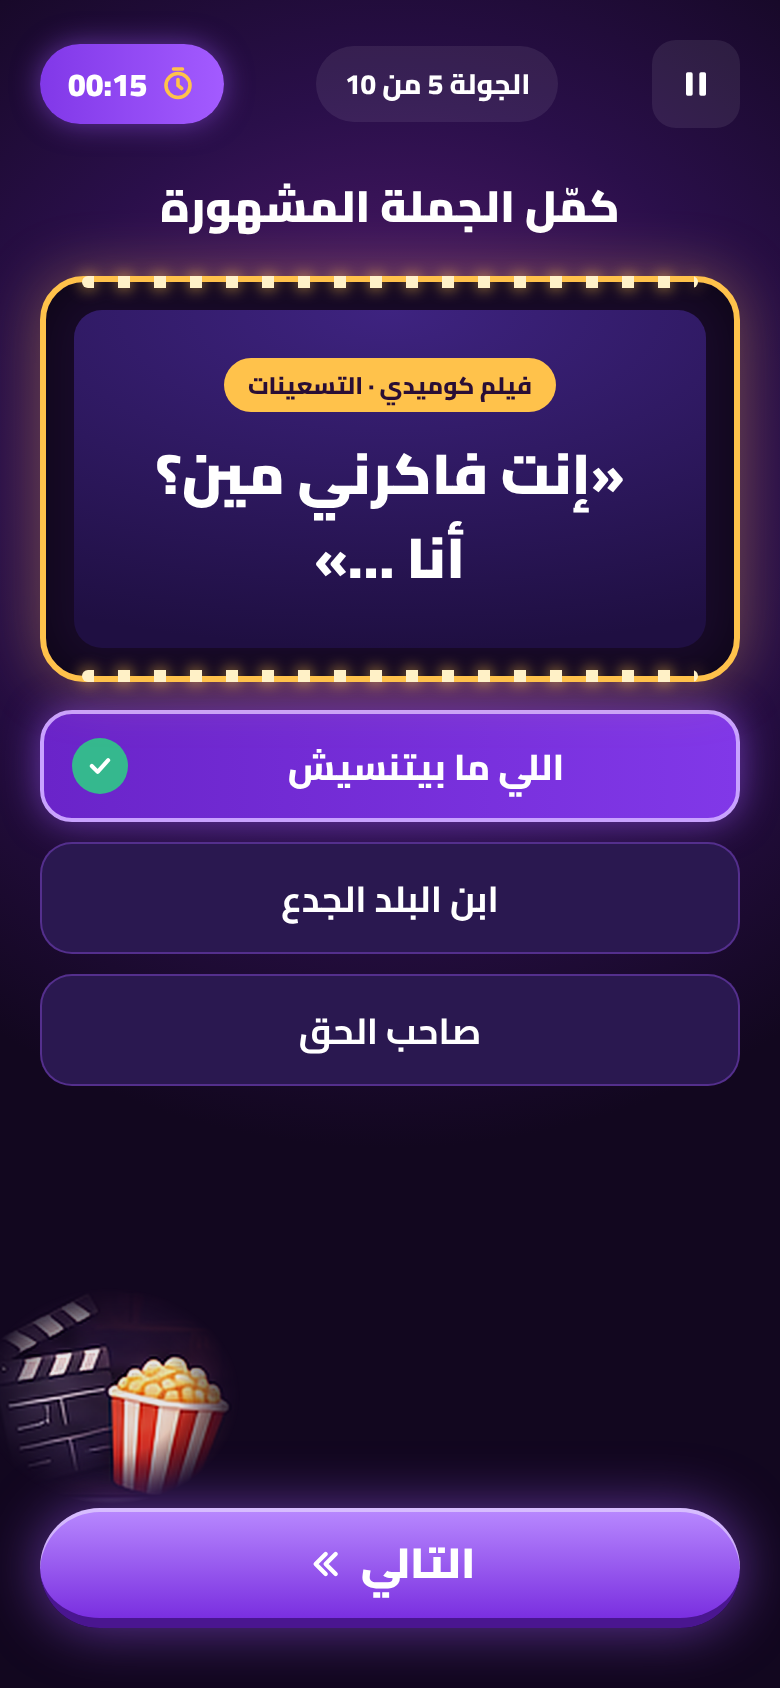 الجولة 5 من 10
00:15
كمّل الجملة المشهورة
فيلم كوميدي · التسعينات
«إنت فاكرني مين؟
أنا ...»
اللي ما بيتنسيش
ابن البلد الجدع
صاحب الحق
التالي »